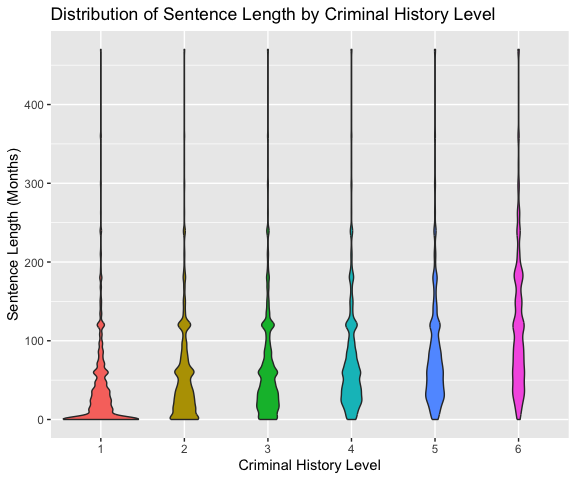 Distribution of Sentence Length by Criminal History Level
Sentence Length (Months)
400
300
200
100
0
1 2 3 4 5 6
Criminal History Level